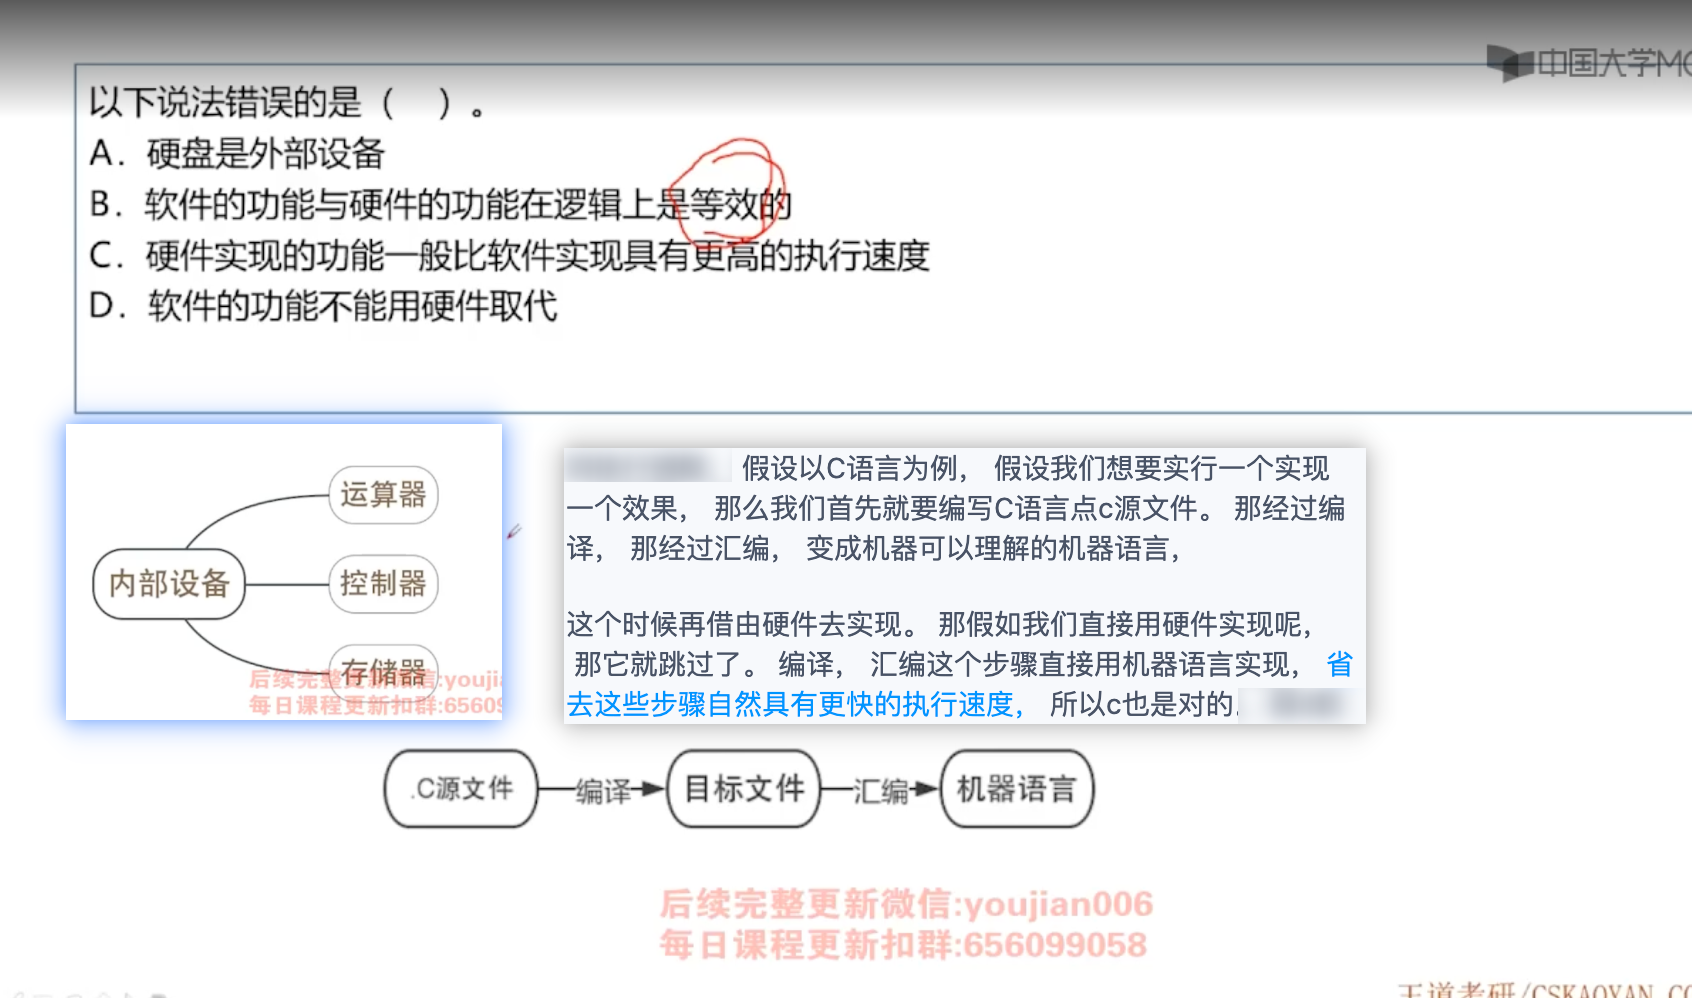 中国大学MO
以下说法错误的是（　）。
A．硬盘是外部设备
B．软件的功能与硬件的功能在逻辑上是等效的
C．硬件实现的功能一般比软件实现具有更高的执行速度
D．软件的功能不能用硬件取代
运算器
内部设备
控制器
存储器
后续完整更新微信:youjia
每日课程更新扣群:65609
假设以C语言为例， 假设我们想要实行一个实现
一个效果， 那么我们首先就要编写C语言点c源文件。 那经过编
译， 那经过汇编， 变成机器可以理解的机器语言，
这个时候再借由硬件去实现。 那假如我们直接用硬件实现呢，
那它就跳过了。 编译， 汇编这个步骤直接用机器语言实现， 省
去这些步骤自然具有更快的执行速度， 所以c也是对的.
.C源文件 编译 目标文件 汇编 机器语言
后续完整更新微信:youjian006
每日课程更新扣群:656099058
王道考研/CSKAOYAN.CO